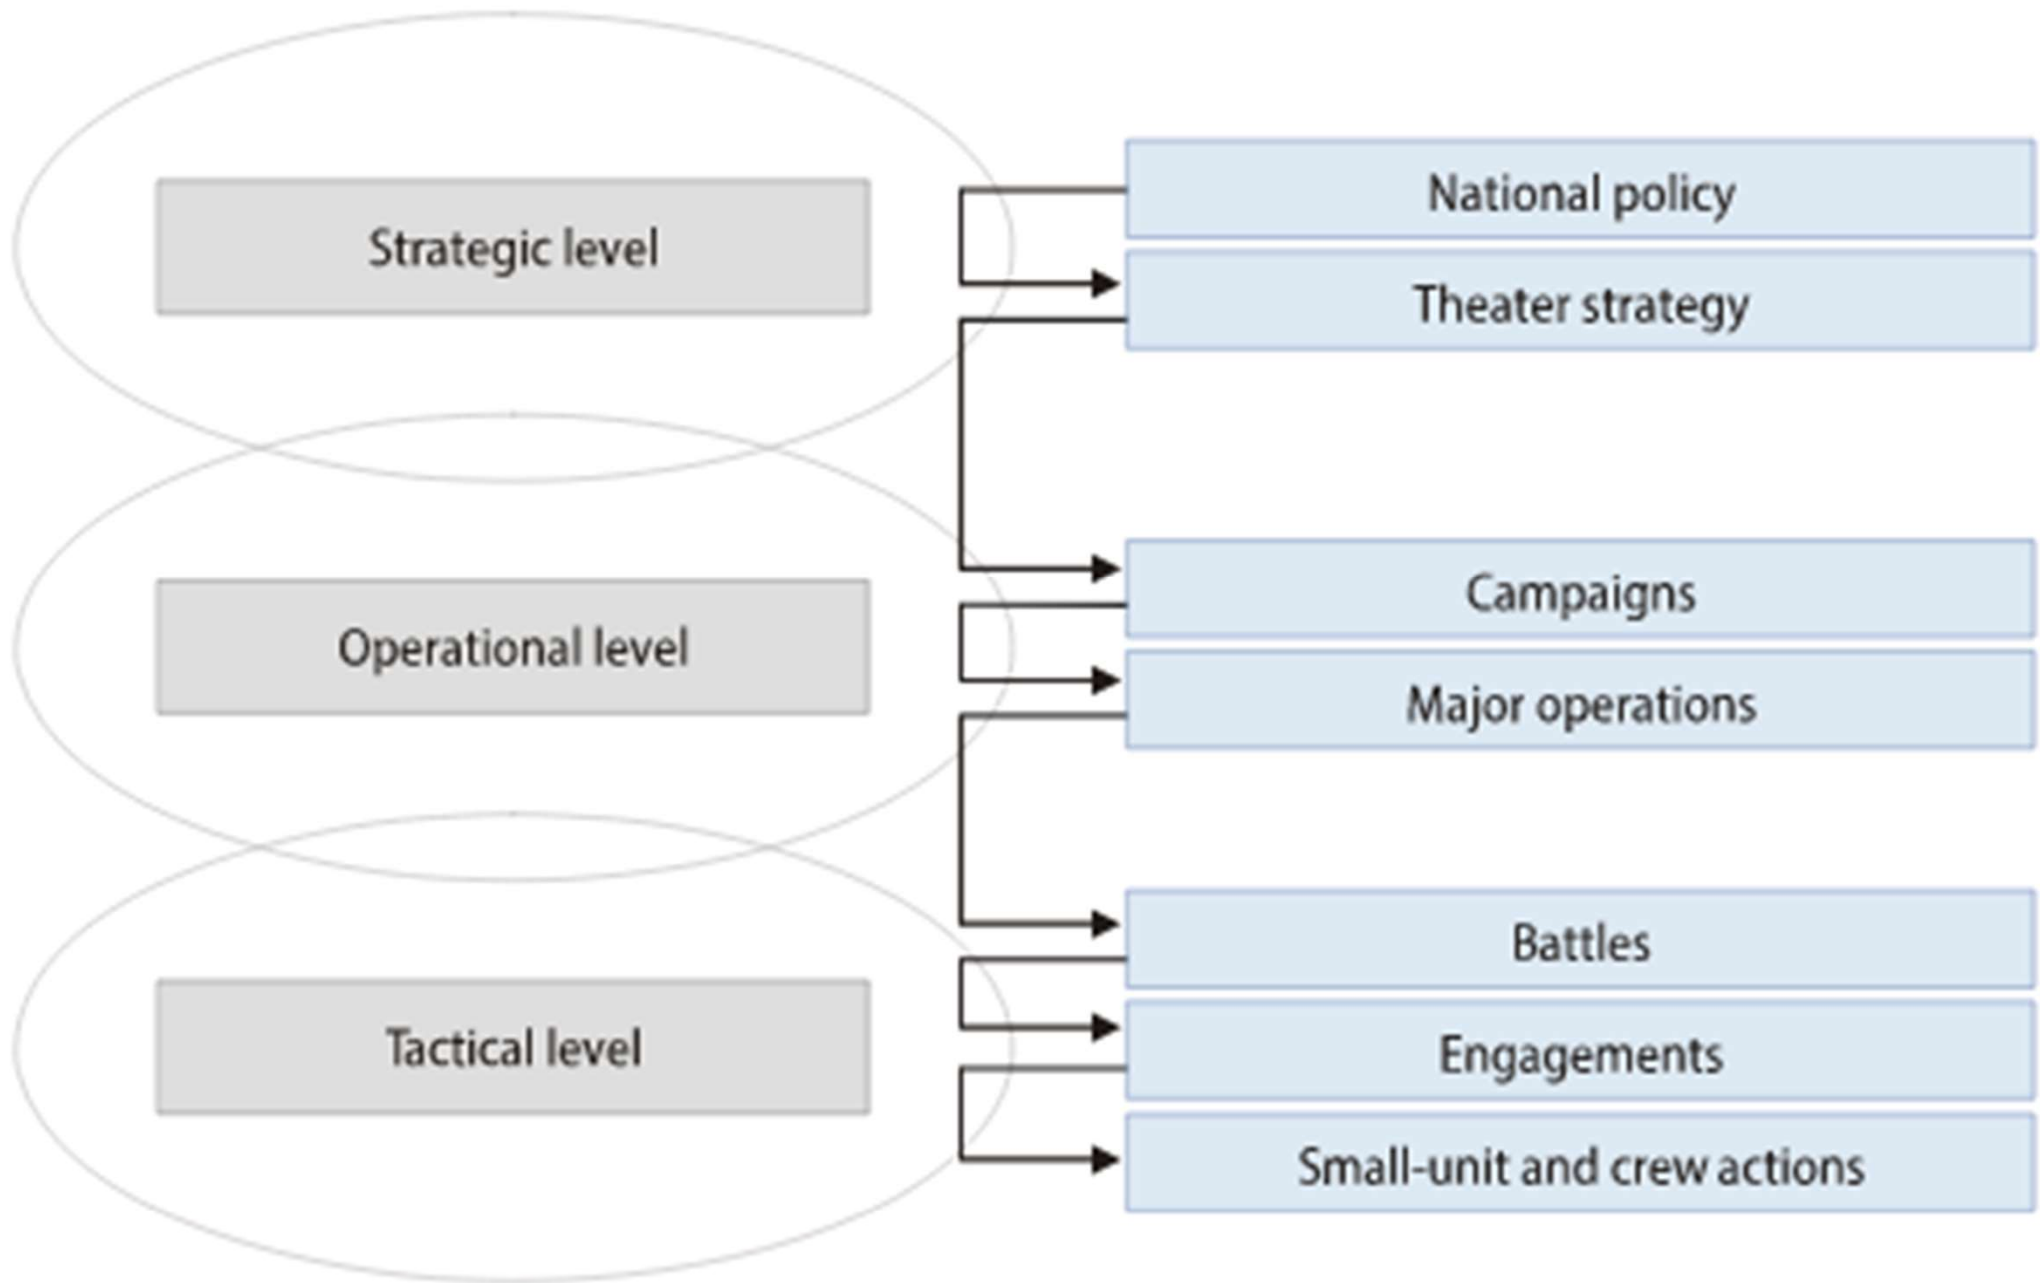 Strategic level
National policy
Theater strategy
Operational level
Campaigns
Major operations
Tactical level
Battles
Engagements
Small-unit and crew actions